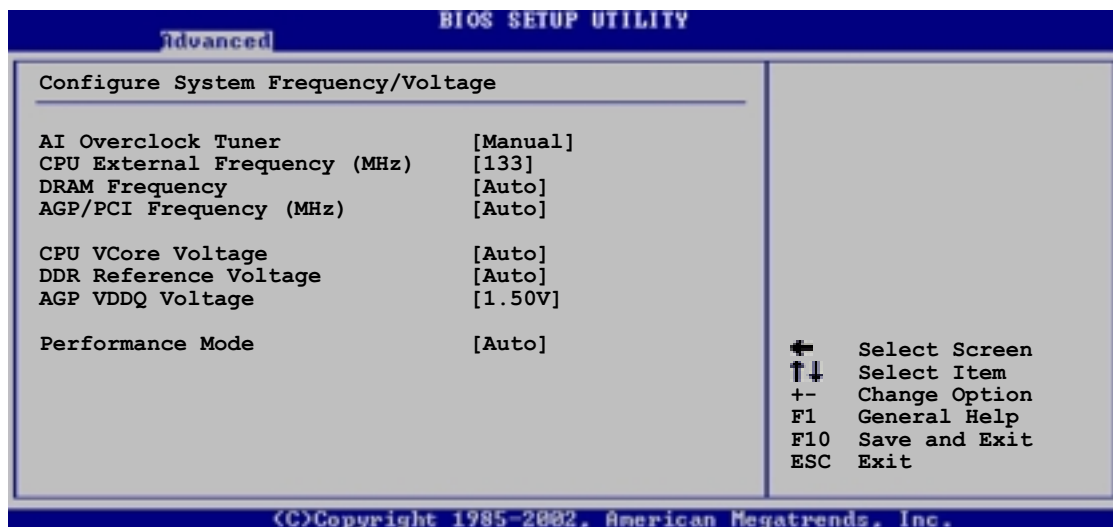 BIOS SETUP UTILITY
Advanced
Configure System Frequency/Voltage
AI Overclock Tuner [Manual]
CPU External Frequency (MHz) [133]
DRAM Frequency [Auto]
AGP/PCI Frequency (MHz) [Auto]
CPU VCore Voltage [Auto]
DDR Reference Voltage [Auto]
AGP VDDQ Voltage [1.50V]
Performance Mode [Auto]
← Select Screen
↑↓ Select Item
+- Change Option
F1 General Help
F10 Save and Exit
ESC Exit
(C)Copyright 1985-2002, American Megatrends, Inc.